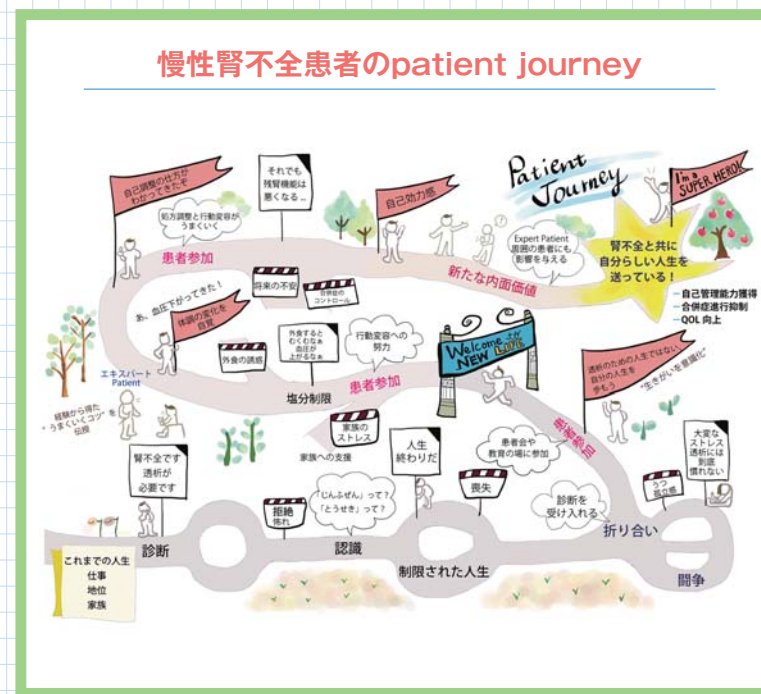 慢性腎不全患者のpatient journey
Patient
Journey
I'm a
SUPER HERO!
自己調整の仕方が
わかってきたぞ
それでも
残腎機能は
悪くなる...
自己効力感
処方調整と行動変容が
うまくいく
患者参加
Expert Patient
周囲の患者にも
影響を与える
新たな内面価値
腎不全と共に
自分らしい人生を
送っている！
自己管理能力獲得
合併症進行抑制
QOL 向上
将来の不安
合併症の
コントロール
あ、血圧下がってきた！
体調の変化を
自覚
外食の誘惑
外食すると
むくむなぁ
血圧が
上がるなぁ
行動変容への
努力
塩分制限
患者参加
Welcome to
NEW LIFE
透析のための人生ではない
自分の人生を
歩もう
"生きがいを意識化"
エキスパート
Patient
経験から得た
"うまくいくコツ"を
伝授
家族の
ストレス
家族への支援
患者参加
患者会や
教育の場に参加
腎不全です
透析が
必要です
人生
終わりだ
大変な
ストレス
透析には
到底
慣れない
拒絶
怖れ
「じんふぜん」って？
「とうせき」って？
喪失
診断を
受け入れる
うつ
孤立感
折り合い
診断
認識
制限された人生
闘争
これまでの人生
仕事
地位
家族